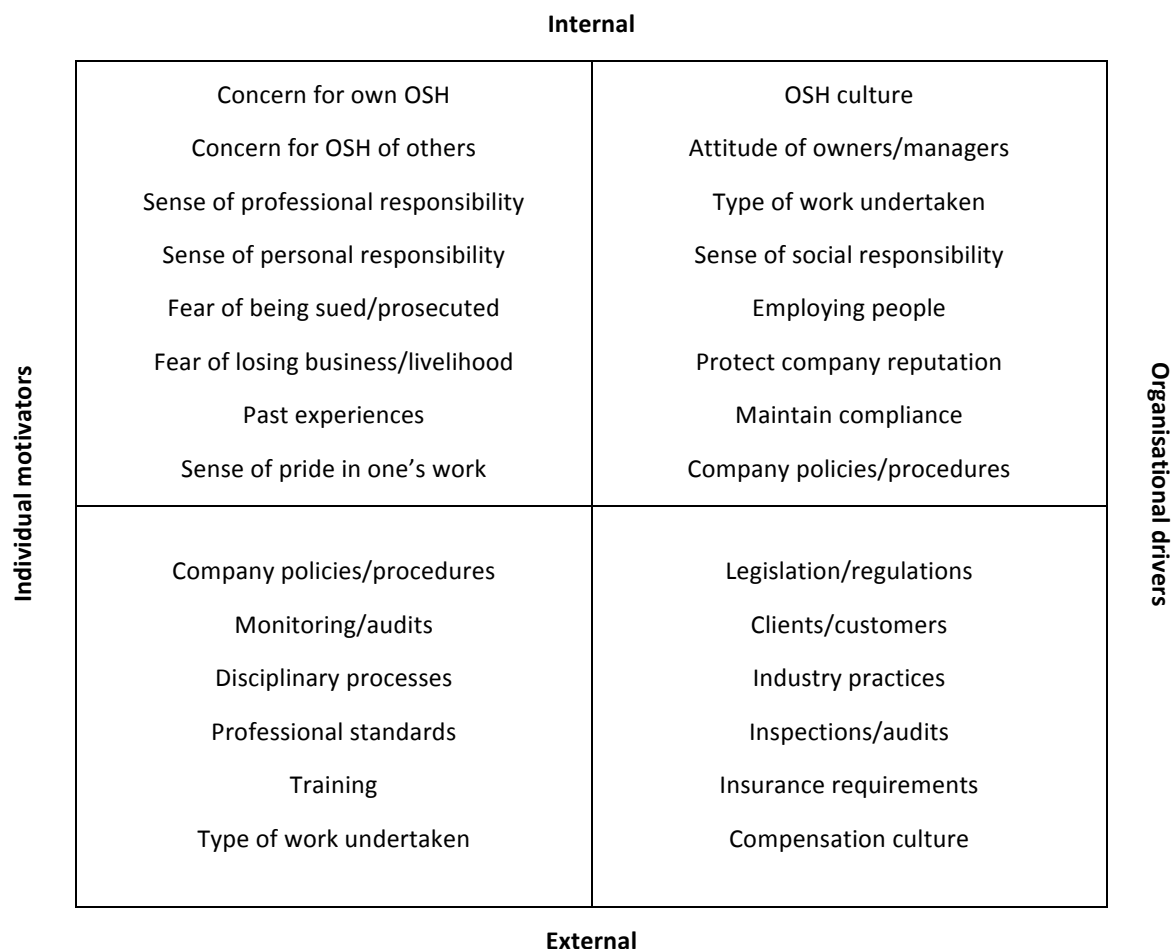 Internal
Concern for own OSH
Concern for OSH of others
Sense of professional responsibility
Sense of personal responsibility
Fear of being sued/prosecuted
Fear of losing business/livelihood
Past experiences
Sense of pride in one’s work
OSH culture
Attitude of owners/managers
Type of work undertaken
Sense of social responsibility
Employing people
Protect company reputation
Maintain compliance
Company policies/procedures
Individual motivators
Organisational drivers
Company policies/procedures
Monitoring/audits
Disciplinary processes
Professional standards
Training
Type of work undertaken
Legislation/regulations
Clients/customers
Industry practices
Inspections/audits
Insurance requirements
Compensation culture
External